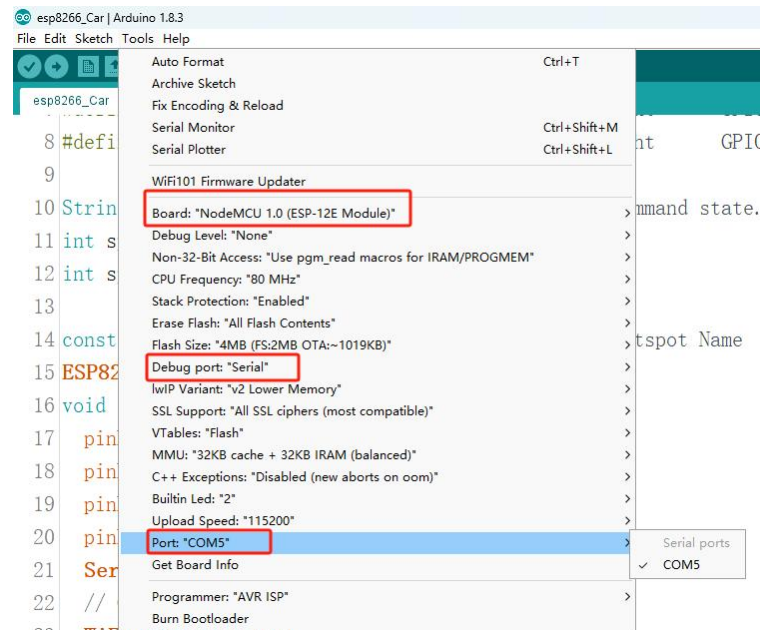 esp8266_Car | Arduino 1.8.3
File Edit Sketch Tools Help
esp8266_Car
Auto Format Ctrl+T
Archive Sketch
Fix Encoding & Reload
Serial Monitor Ctrl+Shift+M
Serial Plotter Ctrl+Shift+L
WiFi101 Firmware Updater
Board: "NodeMCU 1.0 (ESP-12E Module)"
Debug Level: "None"
Non-32-Bit Access: "Use pgm_read macros for IRAM/PROGMEM"
CPU Frequency: "80 MHz"
Stack Protection: "Enabled"
Erase Flash: "All Flash Contents"
Flash Size: "4MB (FS:2MB OTA:~1019KB)"
Debug port: "Serial"
lwIP Variant: "v2 Lower Memory"
SSL Support: "All SSL ciphers (most compatible)"
VTables: "Flash"
MMU: "32KB cache + 32KB IRAM (balanced)"
C++ Exceptions: "Disabled (new aborts on oom)"
Builtin Led: "2"
Upload Speed: "115200"
Port: "COM5"
Get Board Info
Programmer: "AVR ISP"
Burn Bootloader
Serial ports
✓ COM5
8 #defi nt GPIO
9
10 Strin mmand state.
11 int s
12 int s
13
14 const tspot Name
15 ESP82
16 void
17 pin
18 pin
19 pin
20 pin
21 Ser
22 //